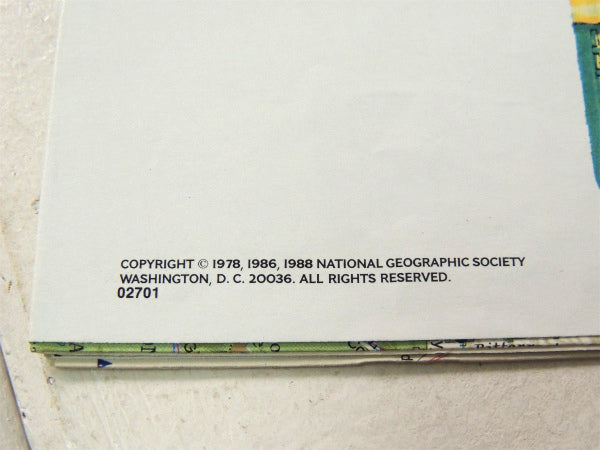 COPYRIGHT © 1978, 1986, 1988 NATIONAL GEOGRAPHIC SOCIETY
WASHINGTON, D. C. 20036. ALL RIGHTS RESERVED.
02701